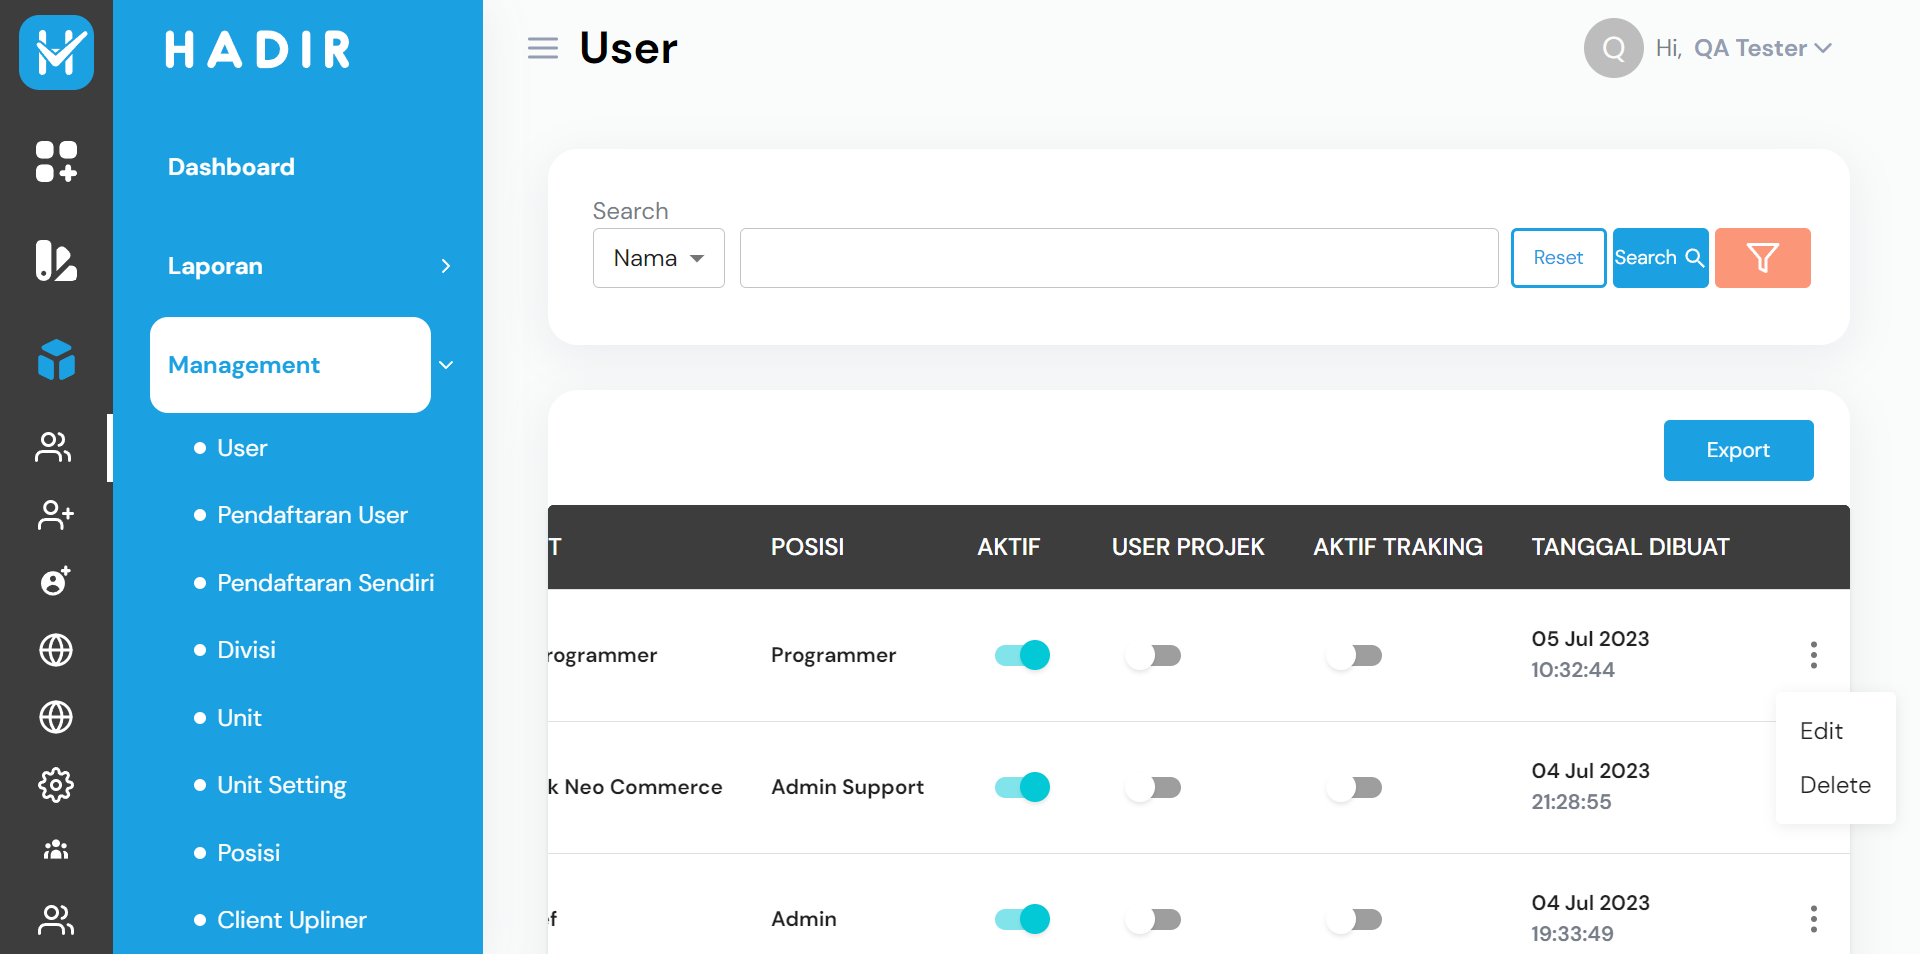 HADIR
Dashboard
Laporan
Management
User
Pendaftaran User
Pendaftaran Sendiri
Divisi
Unit
Unit Setting
Posisi
Client Upliner
User
Q
Hi, QA Tester
Search
Nama
Reset
Search
Export
T POSISI AKTIF USER PROJEK AKTIF TRAKING TANGGAL DIBUAT
rogrammer Programmer 05 Jul 2023
10:32:44
k Neo Commerce Admin Support 04 Jul 2023
21:28:55
f Admin 04 Jul 2023
19:33:49
Edit
Delete